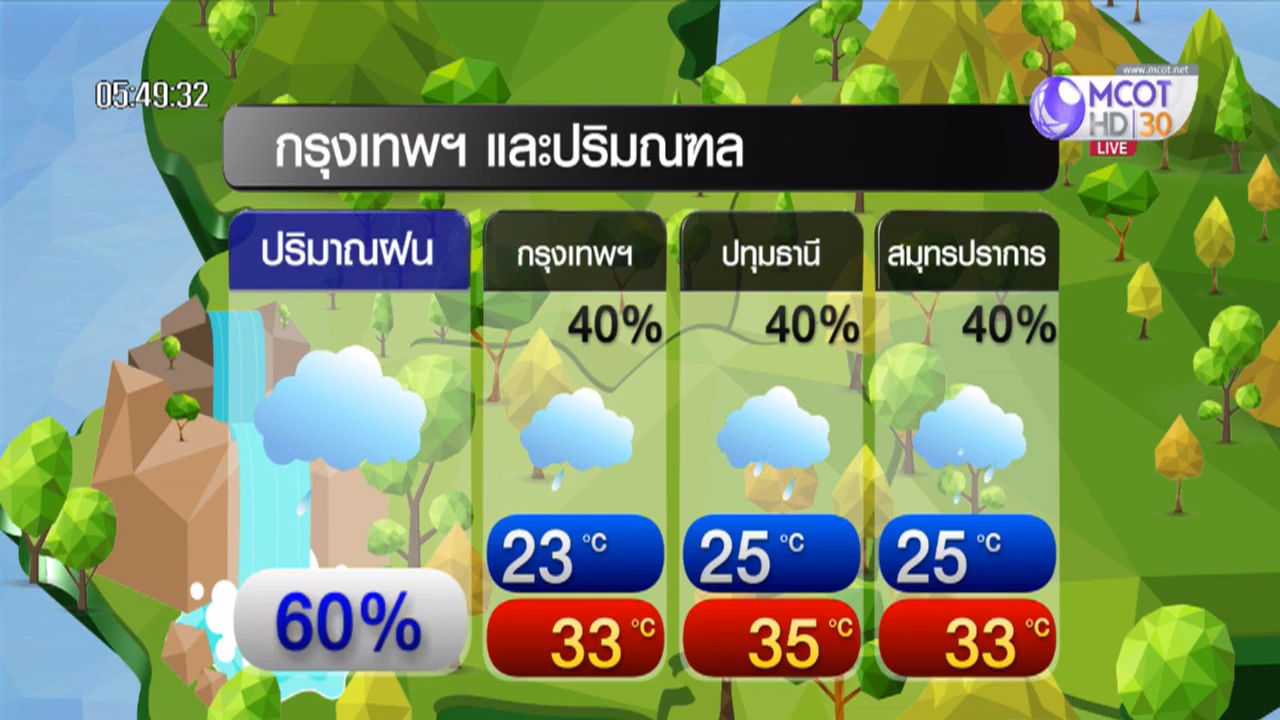 www.mcot.net
05:49:32
MCOT
HD 30
LIVE
กรุงเทพฯ และปริมณฑล
ปริมาณฝน กรุงเทพฯ ปทุมธานี สมุทรปราการ
40% 40% 40%
23 °C 25 °C 25 °C
60%
33 °C 35 °C 33 °C